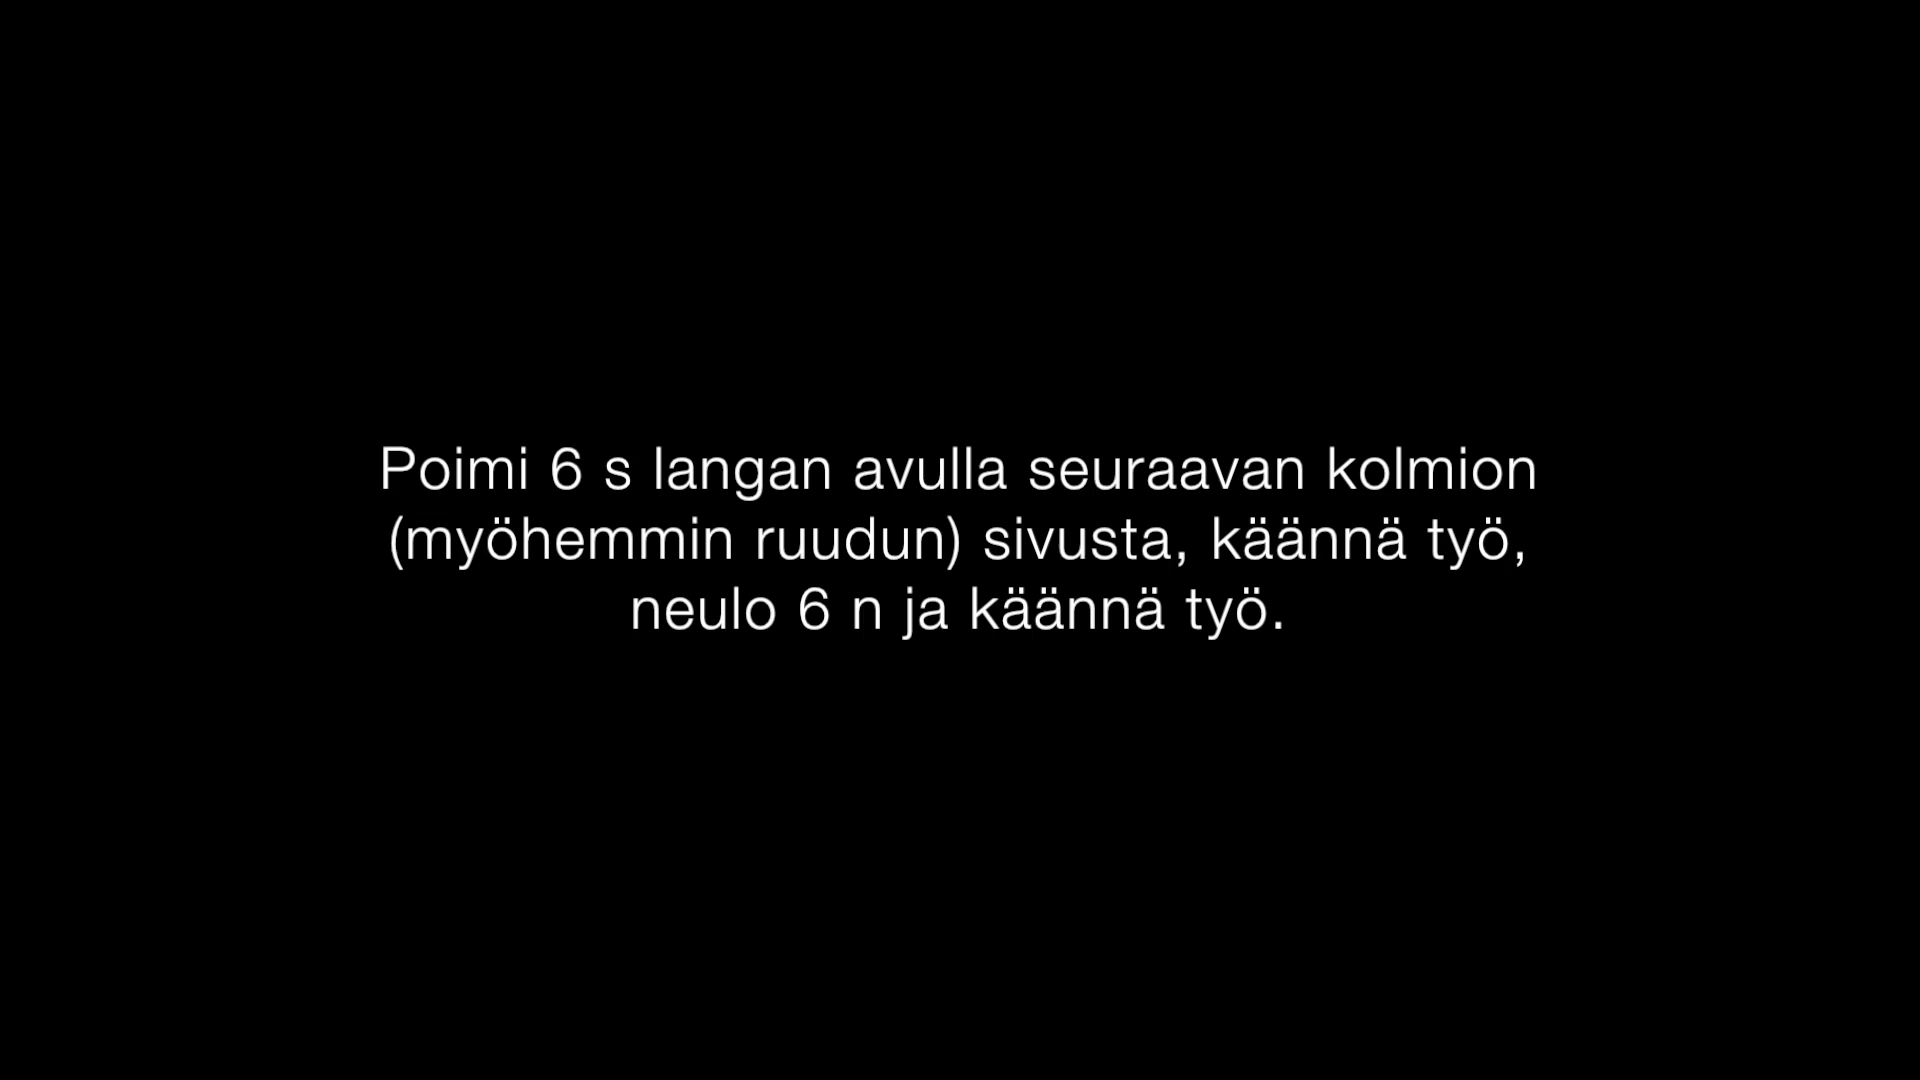 Poimi 6 s langan avulla seuraavan kolmion
(myöhemmin ruudun) sivusta, käännä työ,
neulo 6 n ja käännä työ.